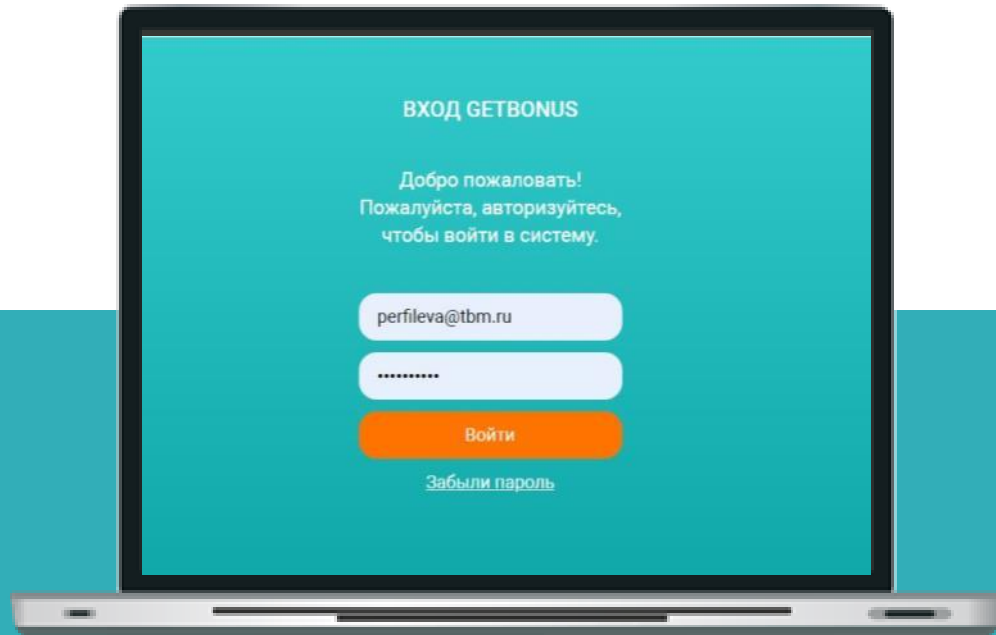 ВХОД GETBONUS
Добро пожаловать!
Пожалуйста, авторизуйтесь,
чтобы войти в систему.
perfileva@tbm.ru
••••••••••
Войти
Забыли пароль